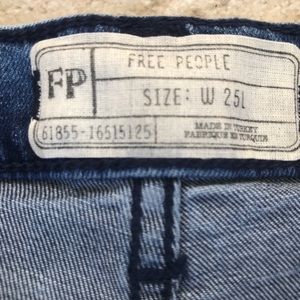 FP
FREE PEOPLE
SIZE: W 25L
61855-16515125
MADE IN TURKEY
FABRIQUE EN TURQUIE